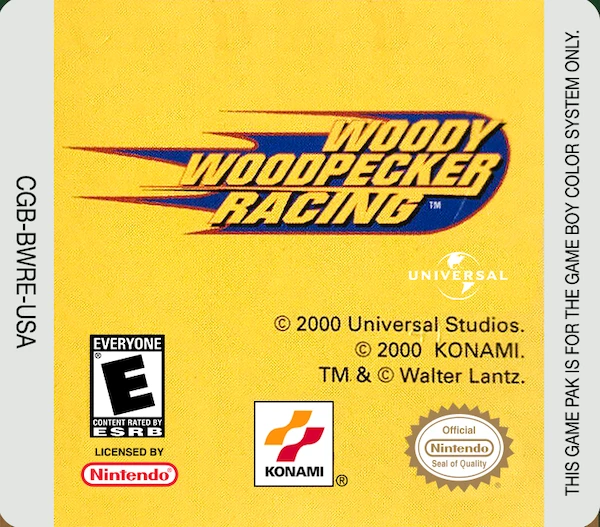 WOODY
WOODPECKER
RACING™
UNIVERSAL
© 2000 Universal Studios.
© 2000 KONAMI.
TM & © Walter Lantz.
EVERYONE
E
®
CONTENT RATED BY
ESRB
LICENSED BY
Nintendo®
KONAMI
®
Official
Nintendo
Seal of Quality
CGB-BWRE-USA
THIS GAME PAK IS FOR THE GAME BOY COLOR SYSTEM ONLY.